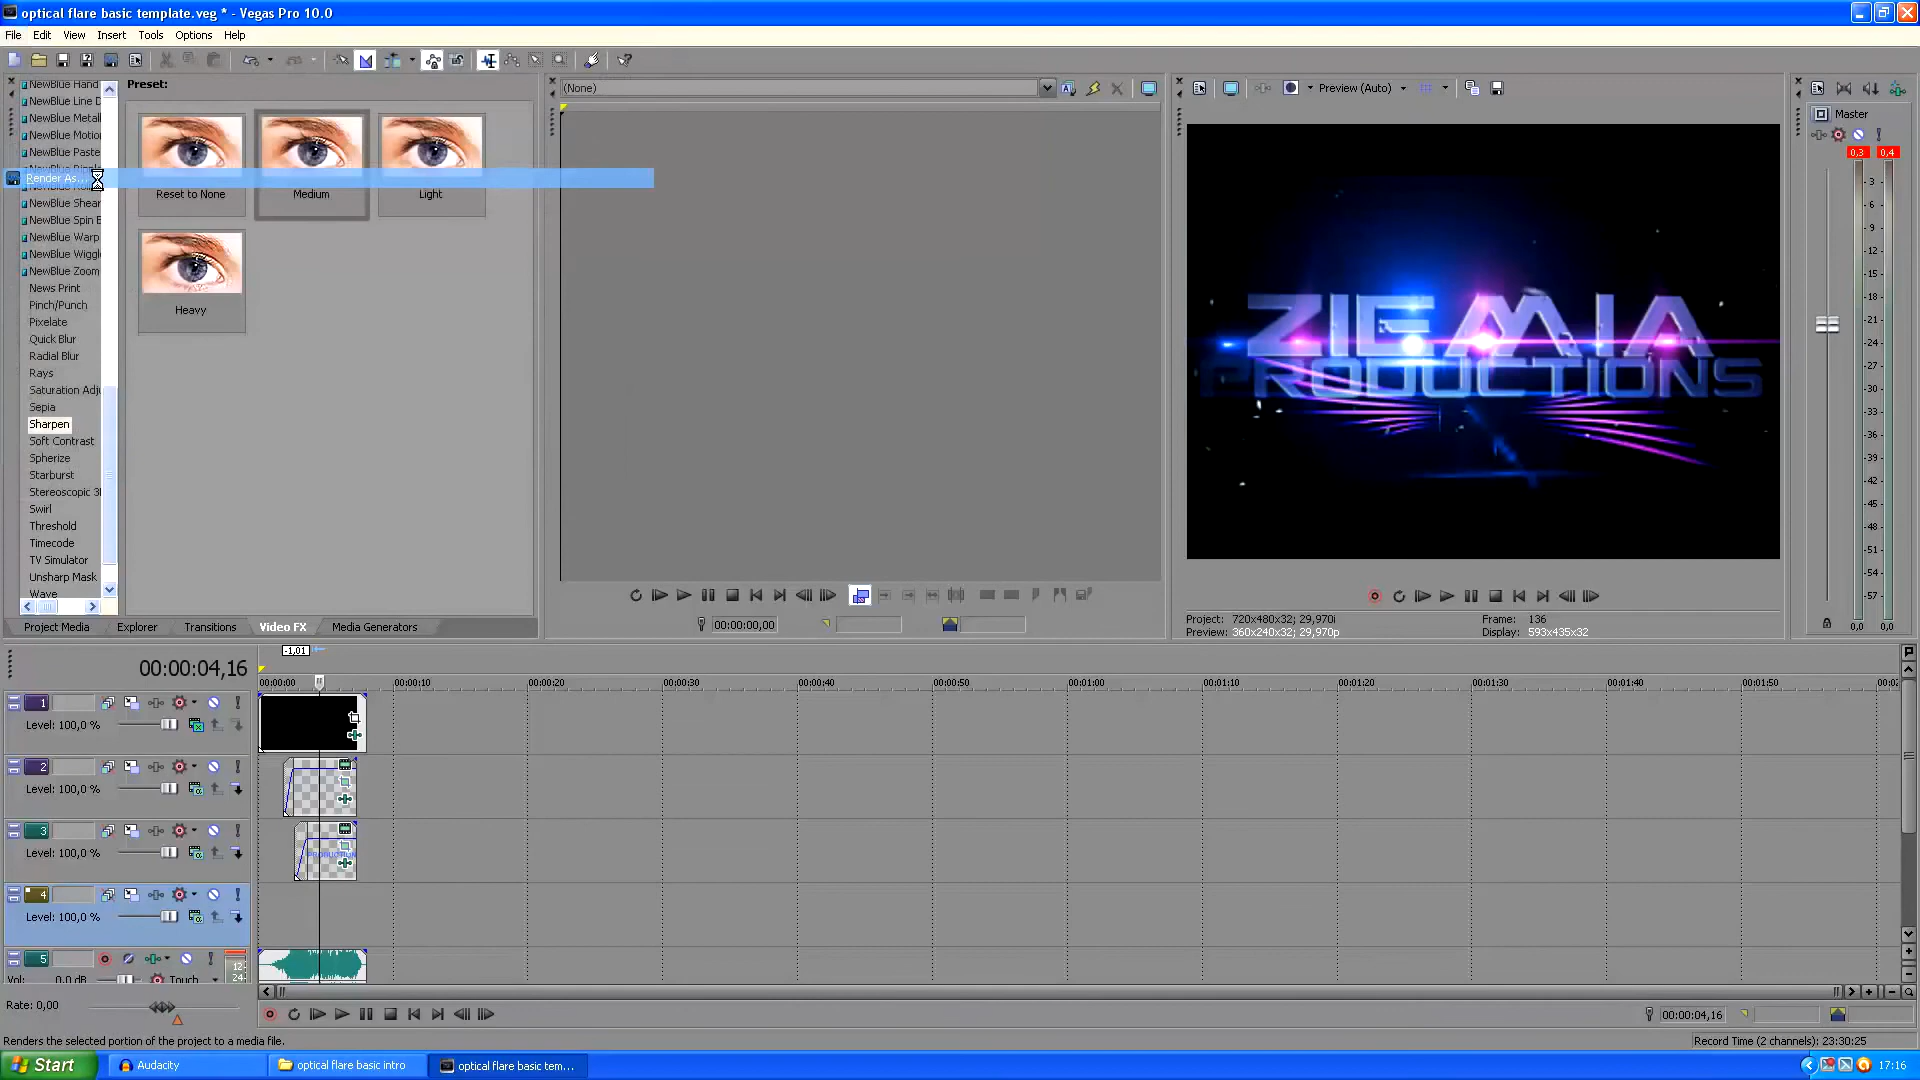 optical flare basic template.veg * - Vegas Pro 10.0
File Edit View Insert Tools Options Help
NewBlue Hand
NewBlue Line D
NewBlue Metall
NewBlue Motio
NewBlue Paste
Render As...
NewBlue Shear
NewBlue Spin E
NewBlue Warp
NewBlue Wiggl
NewBlue Zoom
News Print
Pinch/Punch
Pixelate
Quick Blur
Radial Blur
Rays
Saturation Adju
Sepia
Sharpen
Soft Contrast
Spherize
Starburst
Stereoscopic 3
Swirl
Threshold
Timecode
TV Simulator
Unsharp Mask
Wave
Preset:
Reset to None
Medium
Light
Heavy
Project Media Explorer Transitions Video FX Media Generators
(None)
00:00:00,00
Preview (Auto)
ZIEMIA
PRODUCTIONS
Project: 720x480x32; 29,970i
Frame: 136
Preview: 360x240x32; 29,970p
Display: 593x435x32
Master
0,3 0,4
- 3 -
- 6 -
- 9 -
- 12 -
- 15 -
- 18 -
- 21 -
- 24 -
- 27 -
- 30 -
- 33 -
- 36 -
- 39 -
- 42 -
- 45 -
- 48 -
- 51 -
- 54 -
- 57 -
0,0 0,0
-1,01
00:00:04,16
00:00:00 00:00:10 00:00:20 00:00:30 00:00:40 00:00:50 00:01:00 00:01:10 00:01:20 00:01:30 00:01:40 00:01:50 00:0
1
Level: 100,0 %
2
Level: 100,0 %
3
Level: 100,0 %
PRODUCTION
4
Level: 100,0 %
5
Vol: 0,0 dB Touch
12
24
Rate: 0,00
00:00:04,16
Renders the selected portion of the project to a media file.
Record Time (2 channels): 23:30:25
Start Audacity optical flare basic intro optical flare basic tem... 17:16